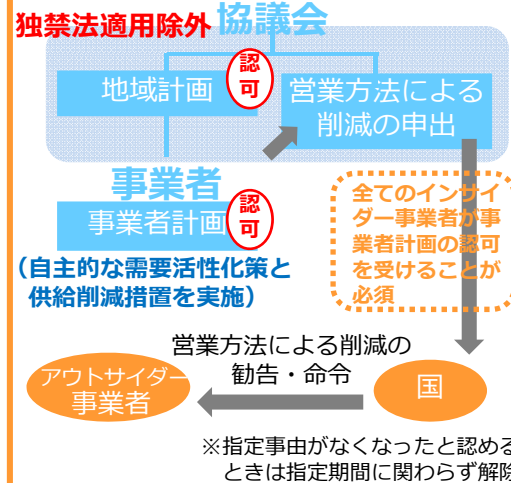 独禁法適用除外
協議会
地域計画
認可
営業方法による
削減の申出
事業者
事業者計画
認可
（自主的な需要活性化策と
供給削減措置を実施）
全てのインサイ
ダー事業者が事
業者計画の認可
を受けることが
必須
営業方法による削減の
勧告・命令
アウトサイダー
事業者
国
※指定事由がなくなったと認める
ときは指定期間に関わらず解除